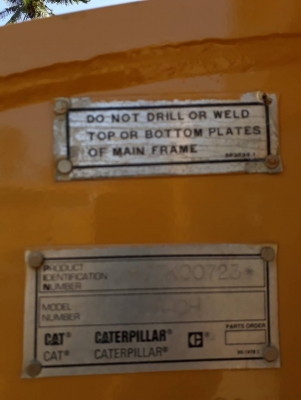 DO NOT DRILL OR WELD
TOP OR BOTTOM PLATES
OF MAIN FRAME
PRODUCT
IDENTIFICATION
NUMBER
00723*
MODEL
NUMBER
H
CAT® CATERPILLAR® C®
PARTS ORDER
CAT® CATERPILLAR®